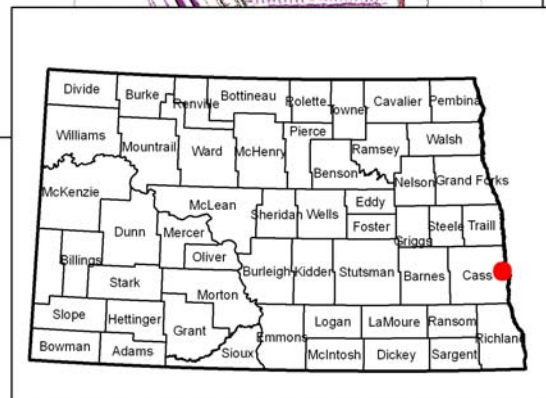 Divide Burke Renville Bottineau Rolette Towner Cavalier Pembina
Williams Mountrail Ward McHenry Pierce Ramsey Walsh
Benson Nelson Grand Forks
McKenzie McLean Sheridan Wells Eddy
Foster Griggs Steele Traill
Dunn Mercer
Oliver
Billings Burleigh Kidder Stutsman Barnes Cass
Stark Morton
Slope Hettinger Grant Logan LaMoure Ransom
Emmons Richland
Bowman Adams Sioux McIntosh Dickey Sargent